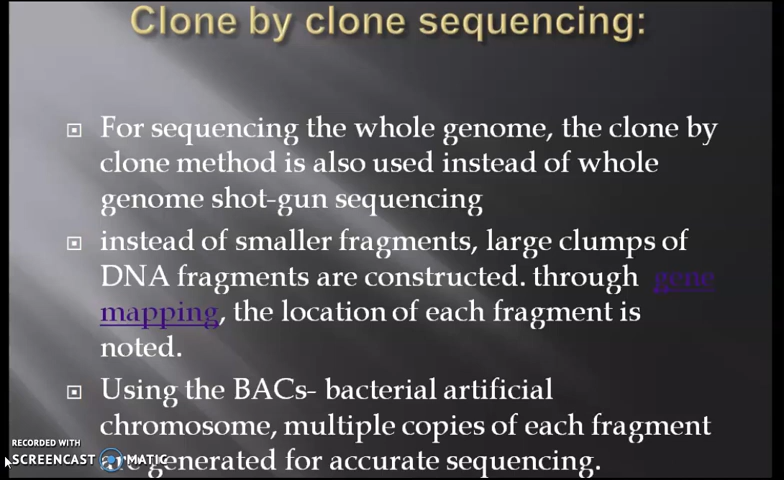 Clone by clone sequencing:
For sequencing the whole genome, the clone by
clone method is also used instead of whole
genome shot-gun sequencing
instead of smaller fragments, large clumps of
DNA fragments are constructed. through gene
mapping, the location of each fragment is
noted.
Using the BACs- bacterial artificial
chromosome, multiple copies of each fragment
are generated for accurate sequencing.
RECORDED WITH
SCREENCAST MATIC